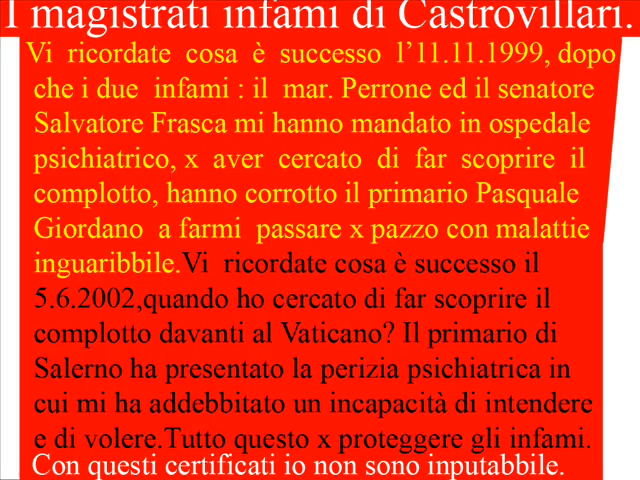 I magistrati infami di Castrovillari.
Vi ricordate cosa è successo l'11.11.1999, dopo
che i due infami : il mar. Perrone ed il senatore
Salvatore Frasca mi hanno mandato in ospedale
psichiatrico, x aver cercato di far scoprire il
complotto, hanno corrotto il primario Pasquale
Giordano a farmi passare x pazzo con malattie
inguaribbile.Vi ricordate cosa è successo il
5.6.2002,quando ho cercato di far scoprire il
complotto davanti al Vaticano? Il primario di
Salerno ha presentato la perizia psichiatrica in
cui mi ha addebbitato un incapacità di intendere
e di volere.Tutto questo x proteggere gli infami.
Con questi certificati io non sono inputabbile.